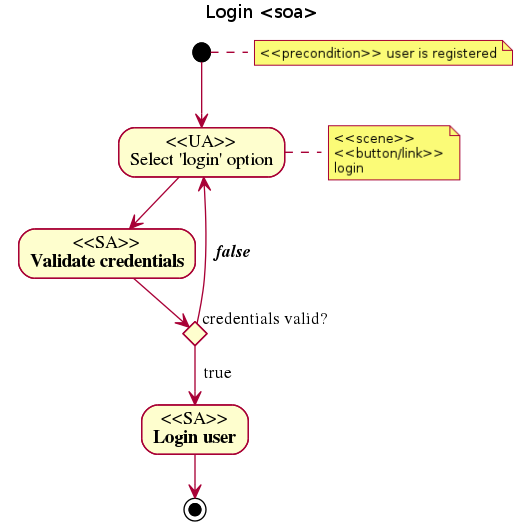 Login <soa>
<<precondition>> user is registered
<<UA>>
Select 'login' option
<<scene>>
<<button/link>>
login
<<SA>>
Validate credentials
false
credentials valid?
true
<<SA>>
Login user